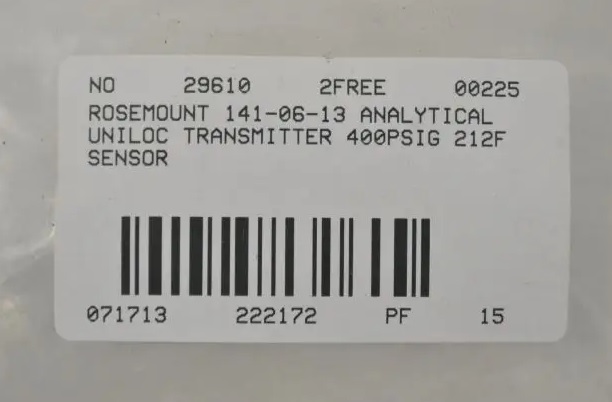 NO 29610 2FREE 00225
ROSEMOUNT 141-06-13 ANALYTICAL
UNILOC TRANSMITTER 400PSIG 212F
SENSOR
071713 222172 PF 15